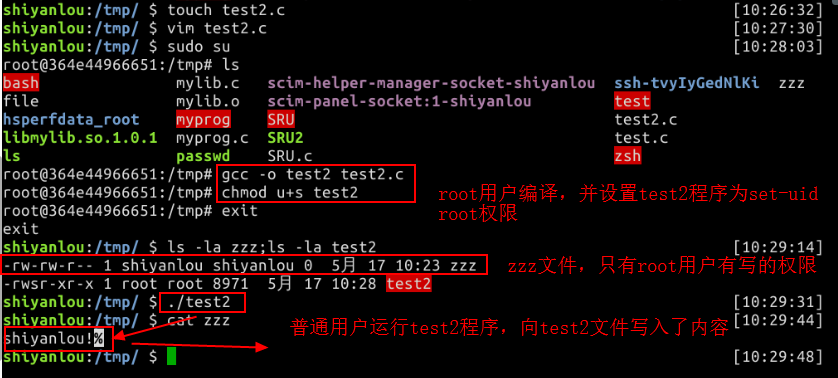 shiyanlou:/tmp/ $ touch test2.c [10:26:32]
shiyanlou:/tmp/ $ vim test2.c [10:27:30]
shiyanlou:/tmp/ $ sudo su [10:28:03]
root@364e44966651:/tmp# ls
bash mylib.c scim-helper-manager-socket-shiyanlou ssh-tvyIyGedNlKi zzz
file mylib.o scim-panel-socket:1-shiyanlou test
hsperfdata_root myprog SRU test2.c
libmylib.so.1.0.1 myprog.c SRU2 test.c
ls passwd SRU.c zsh
root@364e44966651:/tmp# gcc -o test2 test2.c
root@364e44966651:/tmp# chmod u+s test2
root用户编译，并设置test2程序为set-uid
root权限
root@364e44966651:/tmp# exit
exit
shiyanlou:/tmp/ $ ls -la zzz;ls -la test2 [10:29:14]
-rw-rw-r-- 1 shiyanlou shiyanlou 0 5月 17 10:23 zzz
zzz文件，只有root用户有写的权限
-rwsr-xr-x 1 root root 8971 5月 17 10:28 test2
shiyanlou:/tmp/ $ ./test2 [10:29:31]
shiyanlou:/tmp/ $ cat zzz [10:29:44]
普通用户运行test2程序，向test2文件写入了内容
shiyanlou!%
shiyanlou:/tmp/ $ [10:29:48]